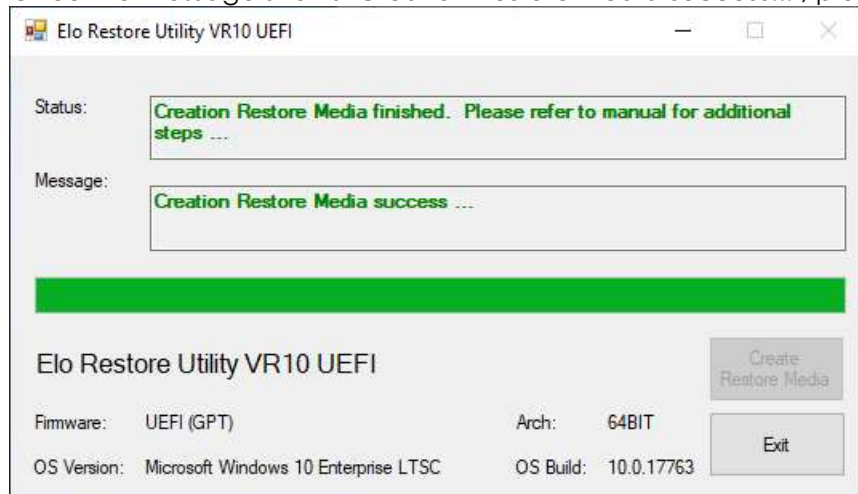 Elo Restore Utility VR10 UEFI
Status:
Creation Restore Media finished. Please refer to manual for additional
steps ...
Message:
Creation Restore Media success ...
Elo Restore Utility VR10 UEFI
Create
Restore Media
Firmware: UEFI (GPT) Arch: 64BIT
Exit
OS Version: Microsoft Windows 10 Enterprise LTSC OS Build: 10.0.17763